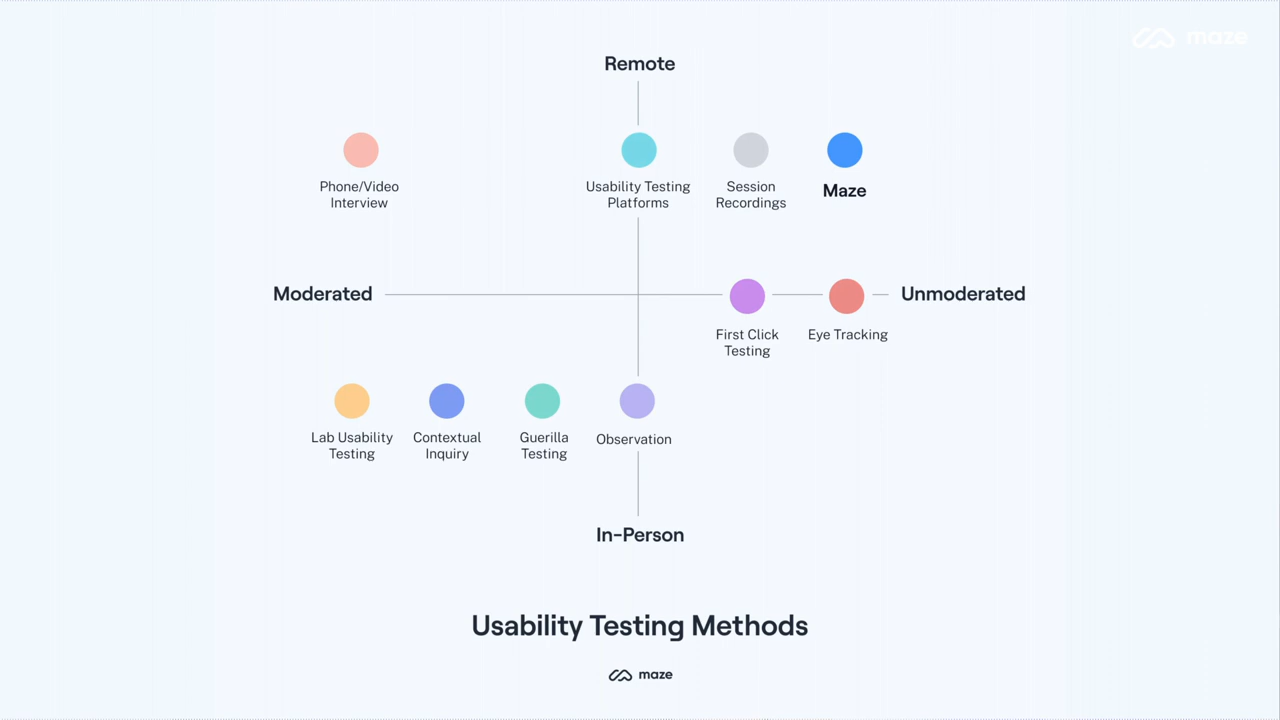 maze
Remote
Phone/Video
Interview
Usability Testing
Platforms
Session
Recordings
Maze
Moderated
Unmoderated
First Click
Testing
Eye Tracking
Lab Usability
Testing
Contextual
Inquiry
Guerilla
Testing
Observation
In-Person
Usability Testing Methods
maze